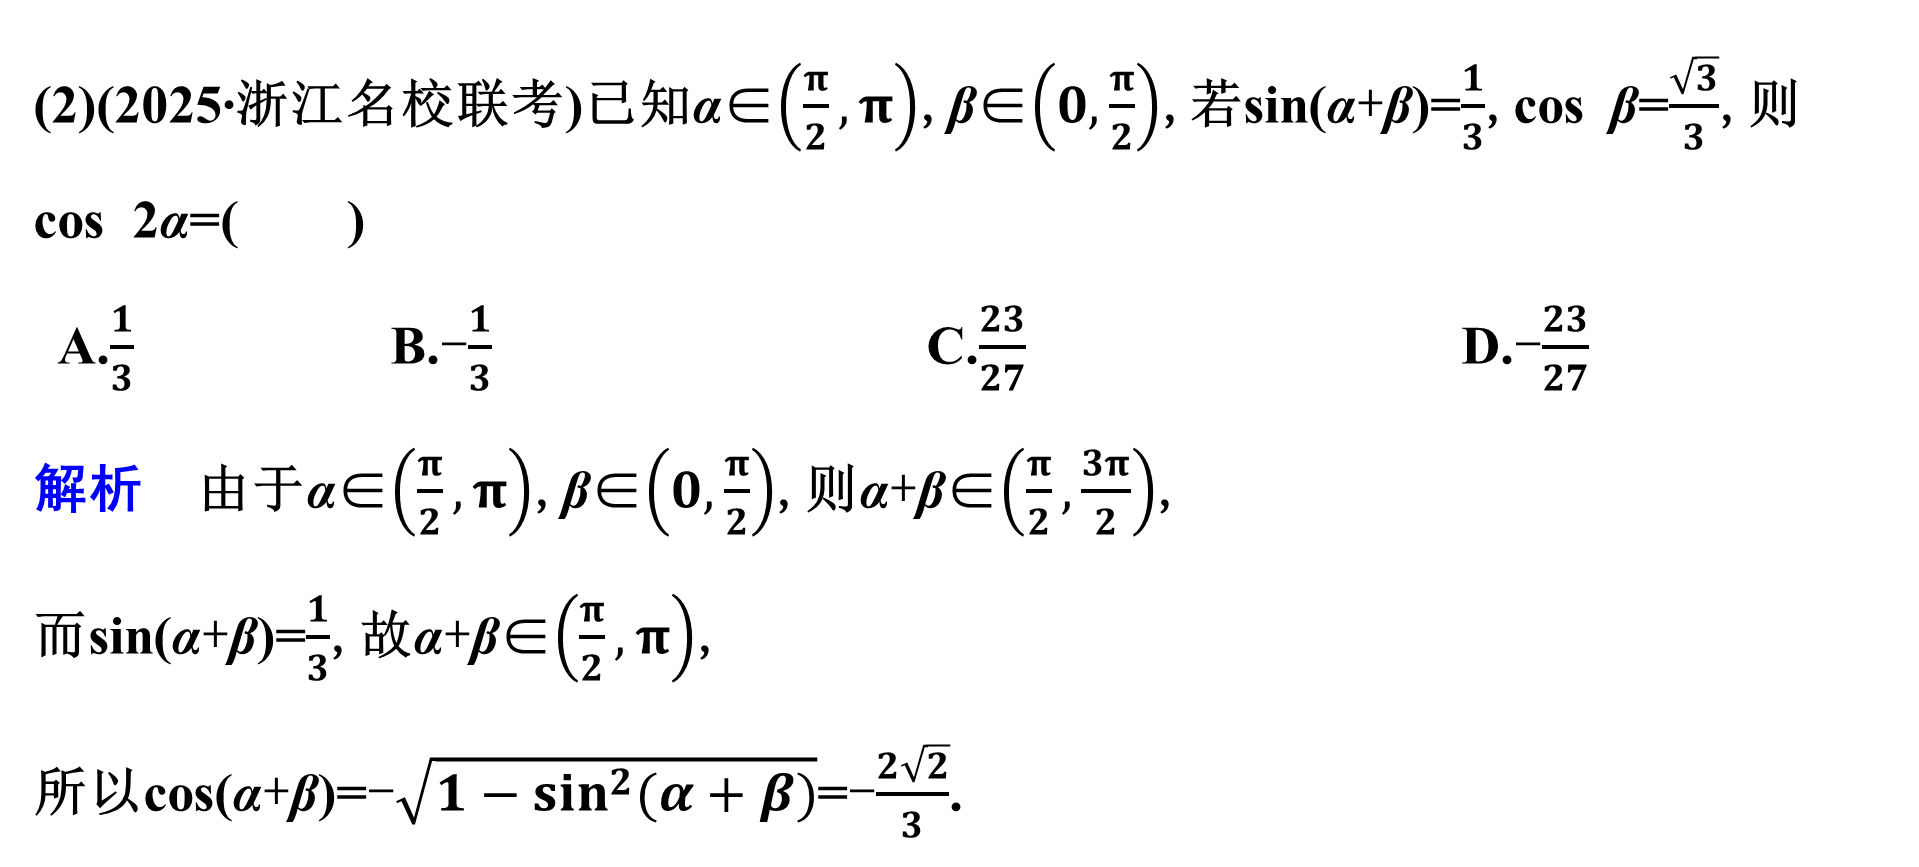 (2)(2025·浙江名校联考)已知α∈(π/2, π), β∈(0, π/2), 若sin(α+β)=1/3, cos β=√3/3, 则
cos 2α=(  )
A.1/3 B.-1/3 C.23/27 D.-23/27
解析 由于α∈(π/2, π), β∈(0, π/2), 则α+β∈(π/2, 3π/2),
而sin(α+β)=1/3, 故α+β∈(π/2, π),
所以cos(α+β)=-√(1-sin²(α+β))=-2√2/3.